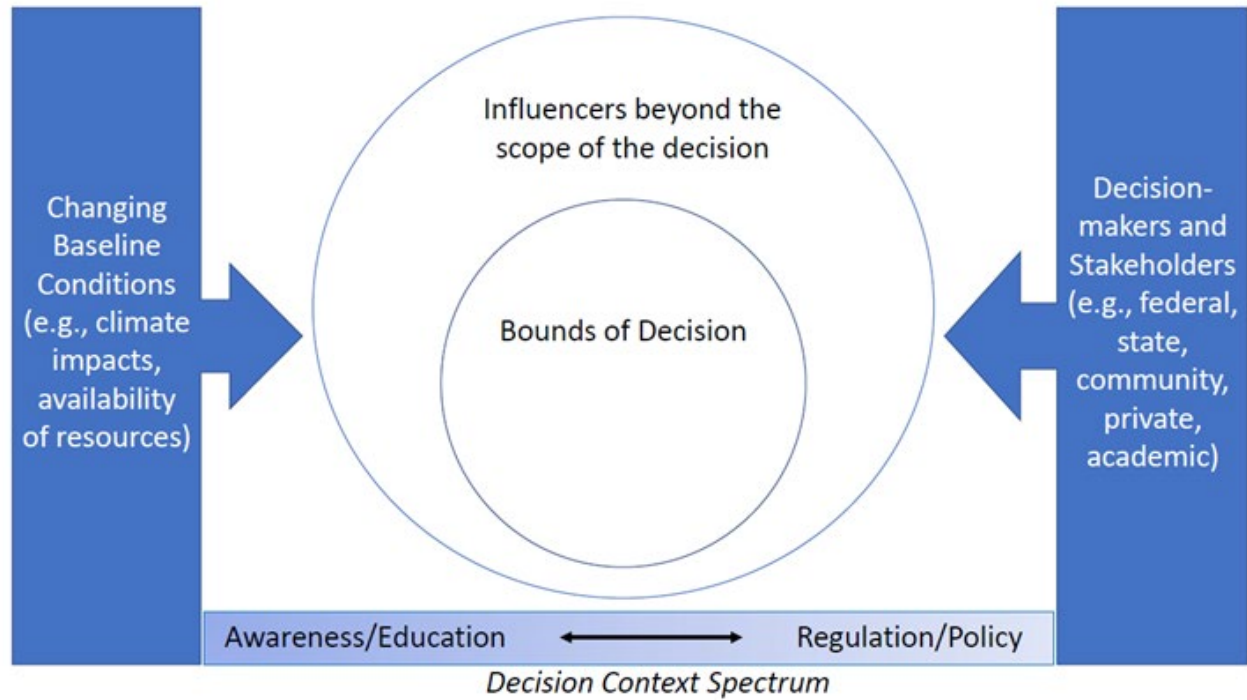 Changing
Baseline
Conditions
(e.g., climate
impacts,
availability
of resources)
Influencers beyond the
scope of the decision
Bounds of Decision
Decision-
makers and
Stakeholders
(e.g., federal,
state,
community,
private,
academic)
Awareness/Education
Regulation/Policy
Decision Context Spectrum